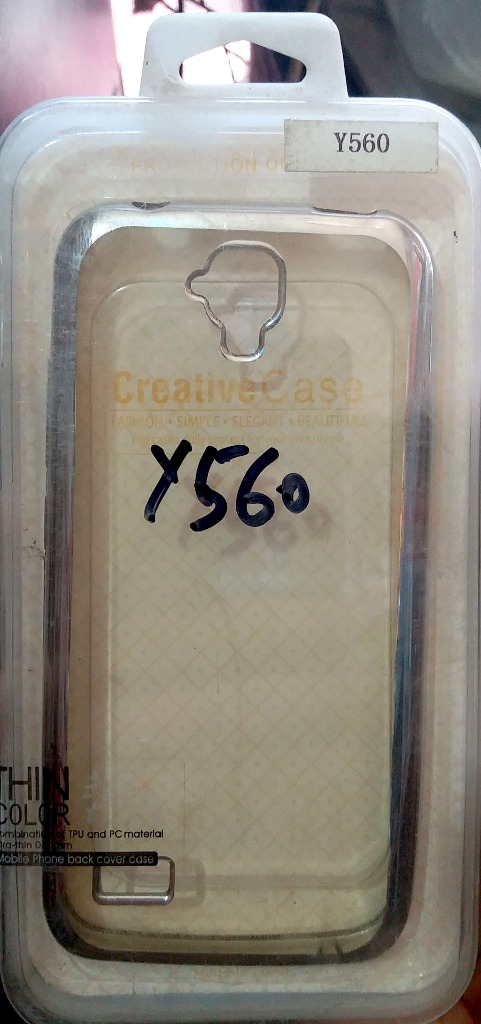 Y560
PROTECTION
CreativeCase
FASHION • SIMPLE • ELEGANT • BEAUTIFUL
Y560
THIN
COLOR
TPU and PC material
Mobile Phone back cover case